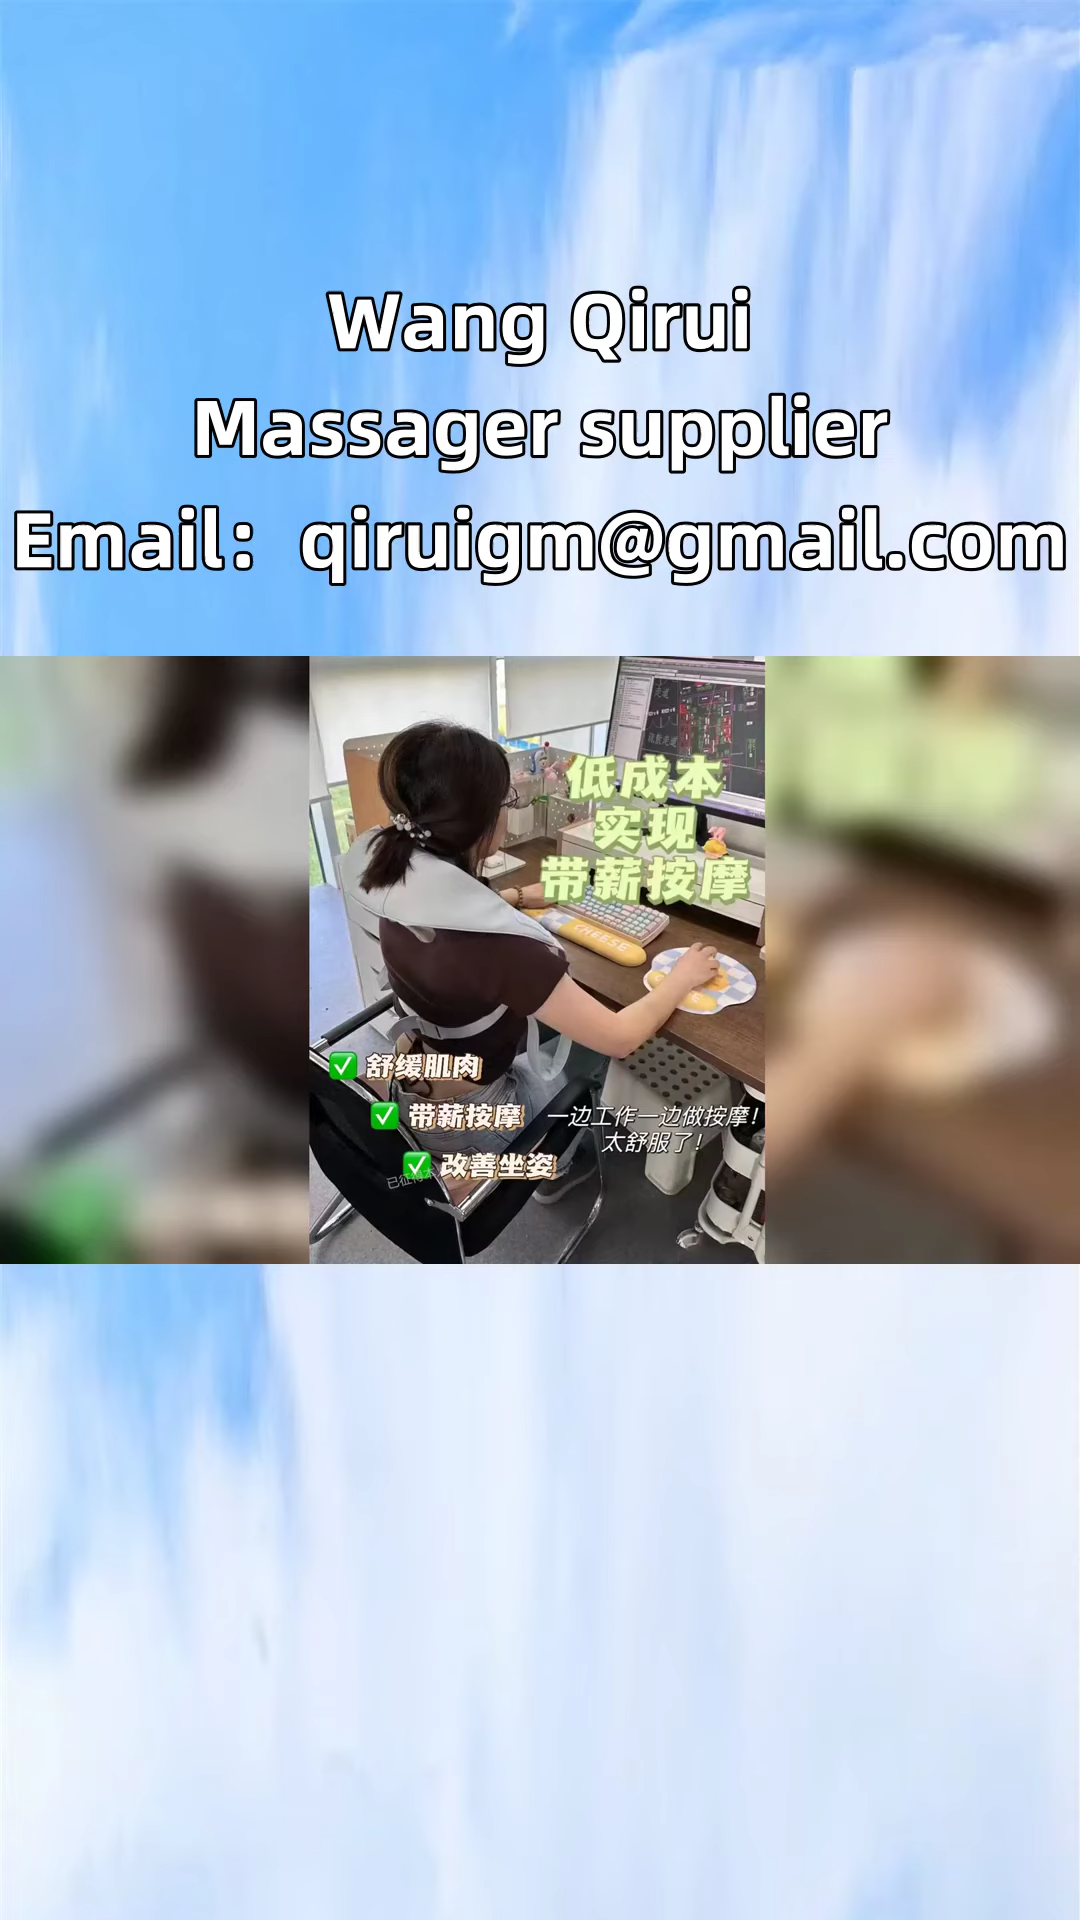 Wang Qirui
Massager supplier
Email：qiruigm@gmail.com
低成本
实现
带薪按摩
CHEESE
✅ 舒缓肌肉
✅ 带薪按摩
一边工作一边做按摩！
太舒服了！
✅ 改善坐姿